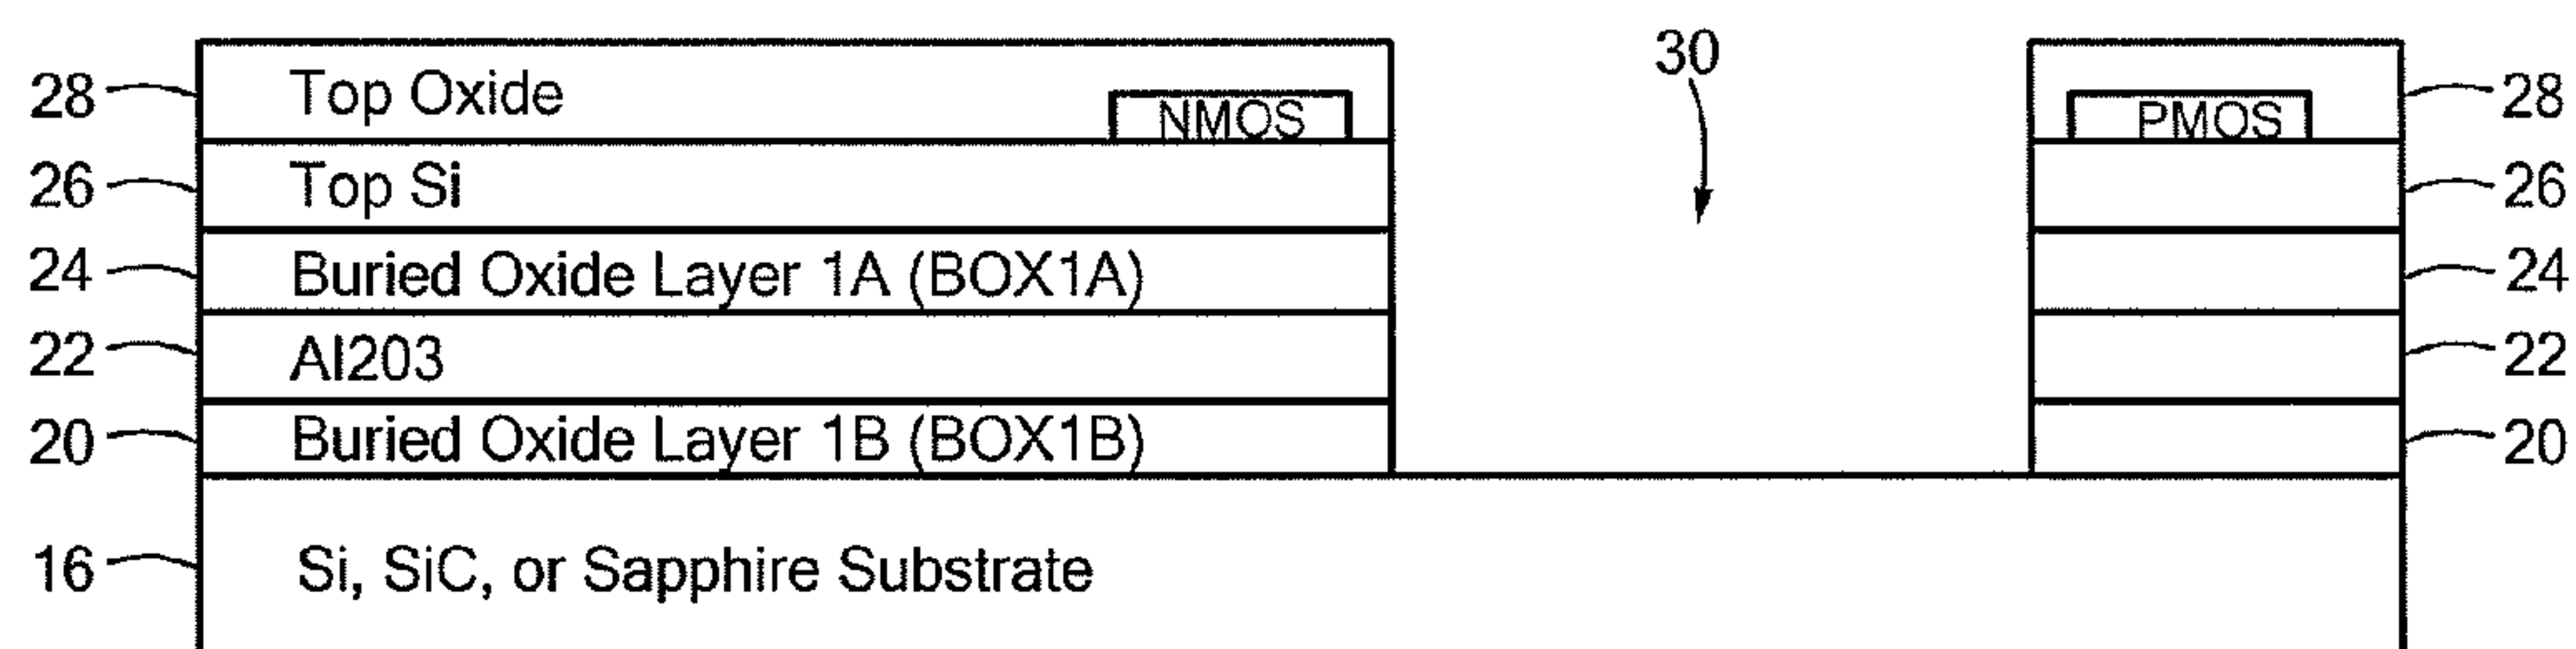 30
28 Top Oxide NMOS PMOS 28
26 Top Si 26
24 Buried Oxide Layer 1A (BOX1A) 24
22 Al203 22
20 Buried Oxide Layer 1B (BOX1B) 20
16 Si, SiC, or Sapphire Substrate